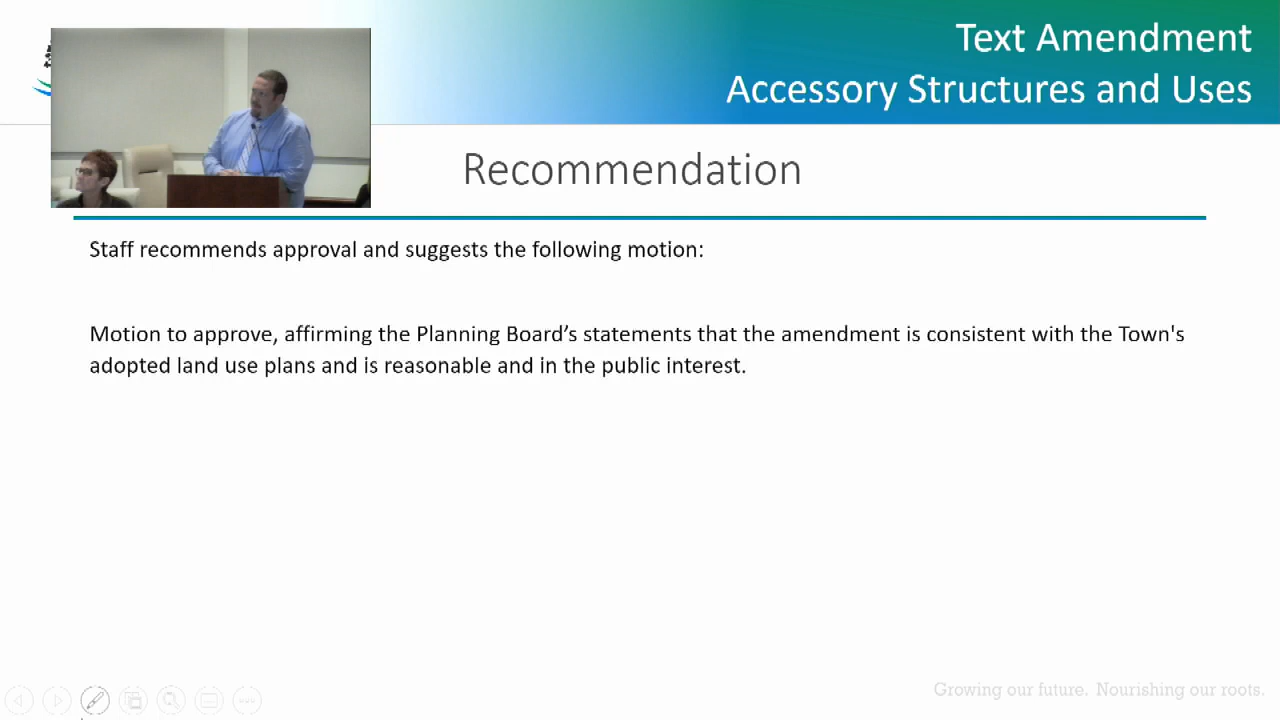 Text Amendment
Accessory Structures and Uses
Recommendation
Staff recommends approval and suggests the following motion:
Motion to approve, affirming the Planning Board’s statements that the amendment is consistent with the Town's
adopted land use plans and is reasonable and in the public interest.
Growing our future. Nourishing our roots.